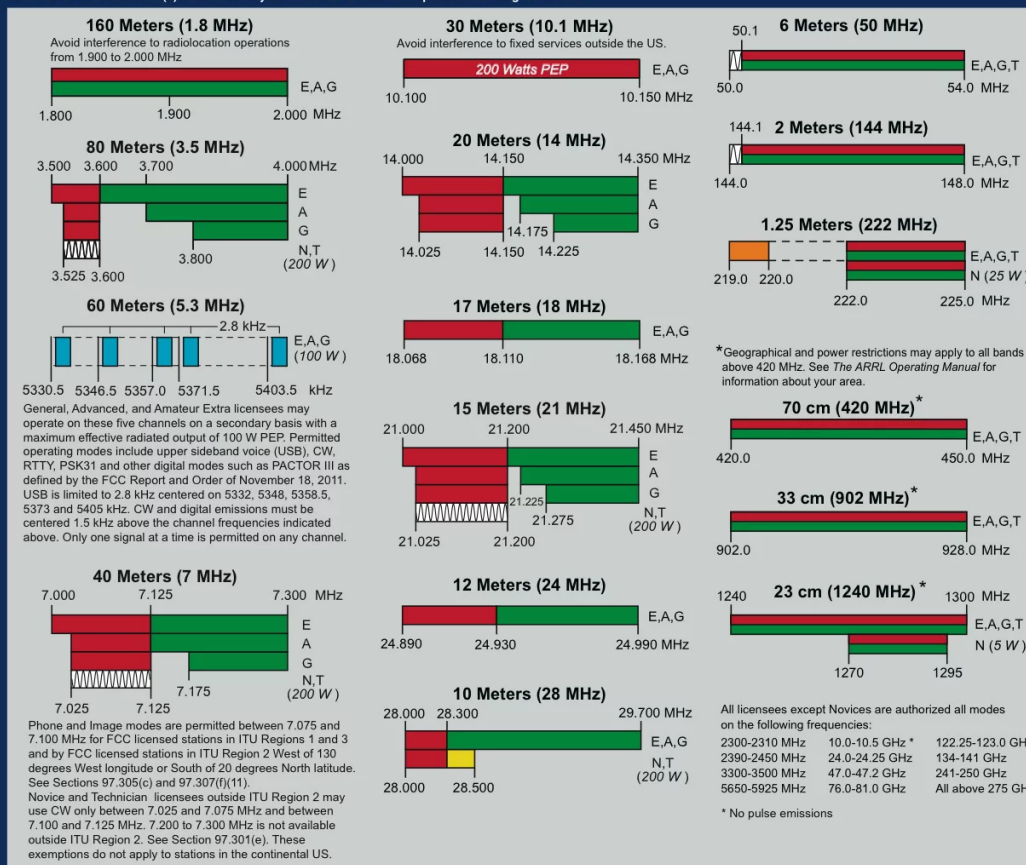 160 Meters (1.8 MHz)
Avoid interference to radiolocation operations
from 1.900 to 2.000 MHz
E,A,G
1.800 1.900 2.000 MHz
80 Meters (3.5 MHz)
3.500 3.600 3.700 4.000 MHz
E
A
G
3.800
N,T
(200 W)
3.525 3.600
60 Meters (5.3 MHz)
2.8 kHz
E,A,G
(100 W)
5330.5 5346.5 5357.0 5371.5 5403.5 kHz
General, Advanced, and Amateur Extra licensees may
operate on these five channels on a secondary basis with a
maximum effective radiated output of 100 W PEP. Permitted
operating modes include upper sideband voice (USB), CW,
RTTY, PSK31 and other digital modes such as PACTOR III as
defined by the FCC Report and Order of November 18, 2011.
USB is limited to 2.8 kHz centered on 5332, 5348, 5358.5,
5373 and 5405 kHz. CW and digital emissions must be
centered 1.5 kHz above the channel frequencies indicated
above. Only one signal at a time is permitted on any channel.
40 Meters (7 MHz)
7.000 7.125 7.300 MHz
E
A
G
N,T
(200 W)
7.175
7.025 7.125
Phone and Image modes are permitted between 7.075 and
7.100 MHz for FCC licensed stations in ITU Regions 1 and 3
and by FCC licensed stations in ITU Region 2 West of 130
degrees West longitude or South of 20 degrees North latitude.
See Sections 97.305(c) and 97.307(f)(11).
Novice and Technician licensees outside ITU Region 2 may
use CW only between 7.025 and 7.075 MHz and between
7.100 and 7.125 MHz. 7.200 to 7.300 MHz is not available
outside ITU Region 2. See Section 97.301(e). These
exemptions do not apply to stations in the continental US.
30 Meters (10.1 MHz)
Avoid interference to fixed services outside the US.
200 Watts PEP
E,A,G
10.100 10.150 MHz
20 Meters (14 MHz)
14.000 14.150 14.350 MHz
E
A
G
14.175
14.025 14.150 14.225
17 Meters (18 MHz)
E,A,G
18.068 18.110 18.168 MHz
15 Meters (21 MHz)
21.000 21.200 21.450 MHz
E
A
G
21.225
N,T
(200 W)
21.275
21.025 21.200
12 Meters (24 MHz)
E,A,G
24.890 24.930 24.990 MHz
10 Meters (28 MHz)
28.000 28.300 29.700 MHz
E,A,G
N,T
(200 W)
28.000 28.500
6 Meters (50 MHz)
50.1
E,A,G,T
50.0 54.0 MHz
2 Meters (144 MHz)
144.1
E,A,G,T
144.0 148.0 MHz
1.25 Meters (222 MHz)
E,A,G,T
N (25 W
219.0 220.0
222.0 225.0 MHz
*Geographical and power restrictions may apply to all bands
above 420 MHz. See The ARRL Operating Manual for
information about your area.
70 cm (420 MHz)*
E,A,G,T
420.0 450.0 MHz
33 cm (902 MHz)*
E,A,G,T
902.0 928.0 MHz
23 cm (1240 MHz)*
1240 1300 MHz
E,A,G,T
N (5 W)
1270 1295
All licensees except Novices are authorized all modes
on the following frequencies:
2300-2310 MHz 10.0-10.5 GHz * 122.25-123.0 GH
2390-2450 MHz 24.0-24.25 GHz 134-141 GHz
3300-3500 MHz 47.0-47.2 GHz 241-250 GHz
5650-5925 MHz 76.0-81.0 GHz All above 275 GH
* No pulse emissions